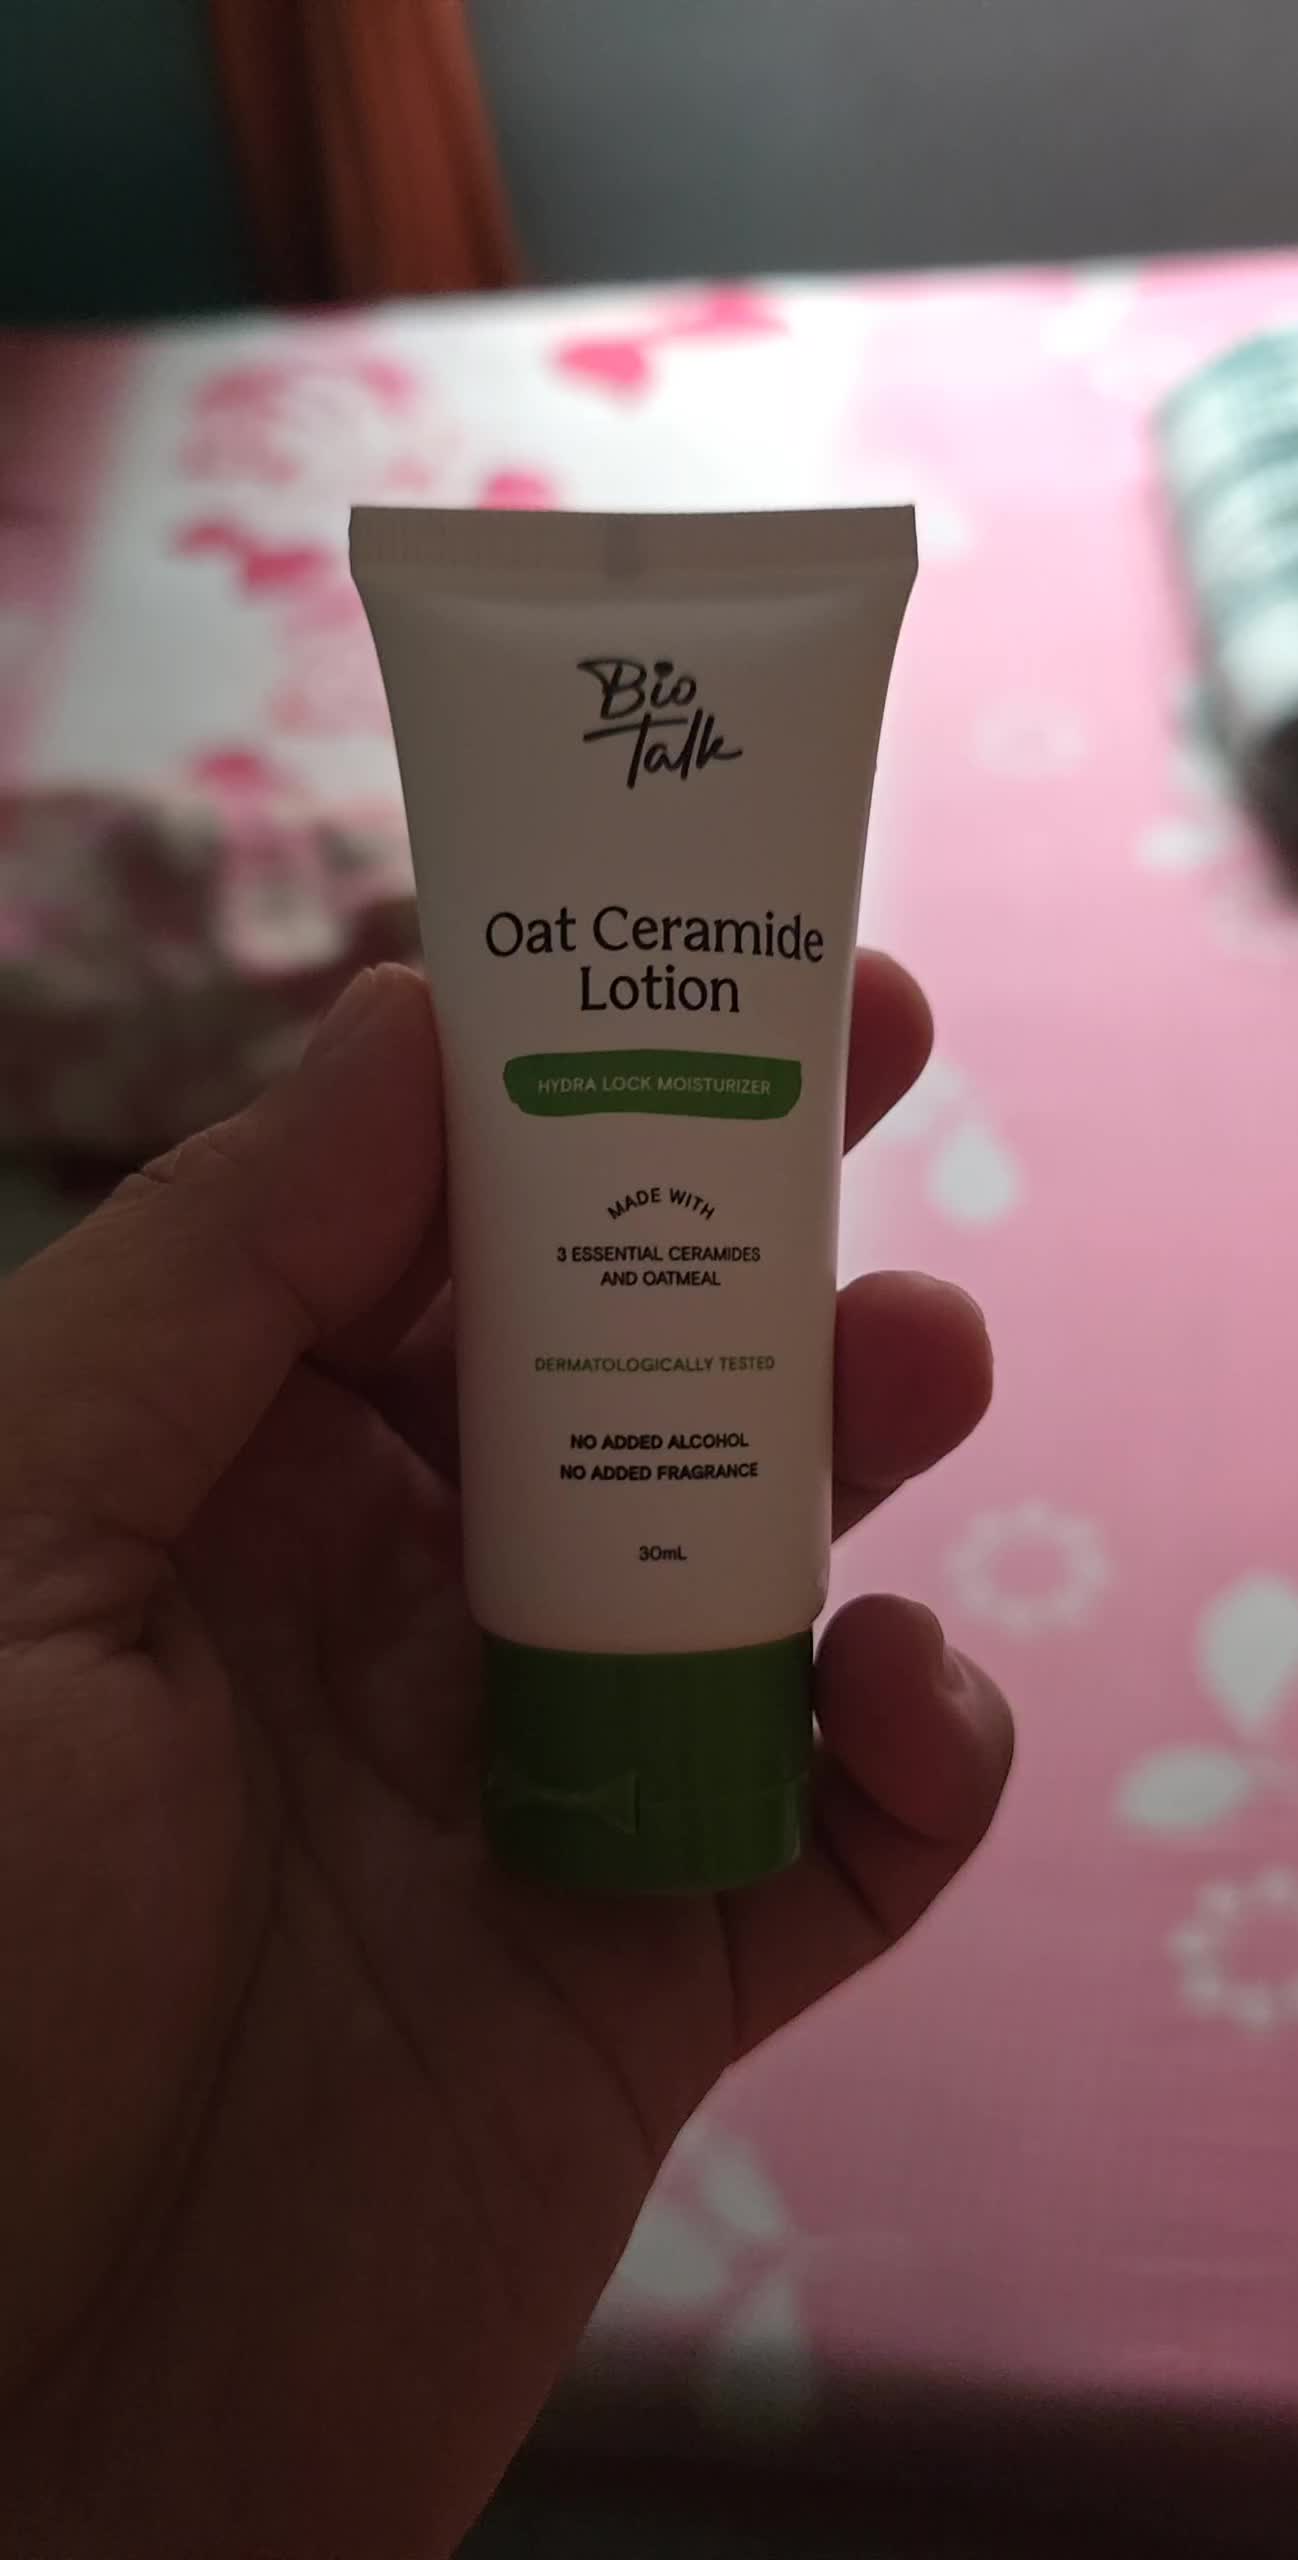 Bio
Talk
Oat Ceramide
Lotion
HYDRA LOCK MOISTURIZER
MADE WITH
3 ESSENTIAL CERAMIDES
AND OATMEAL
DERMATOLOGICALLY TESTED
NO ADDED ALCOHOL
NO ADDED FRAGRANCE
30mL